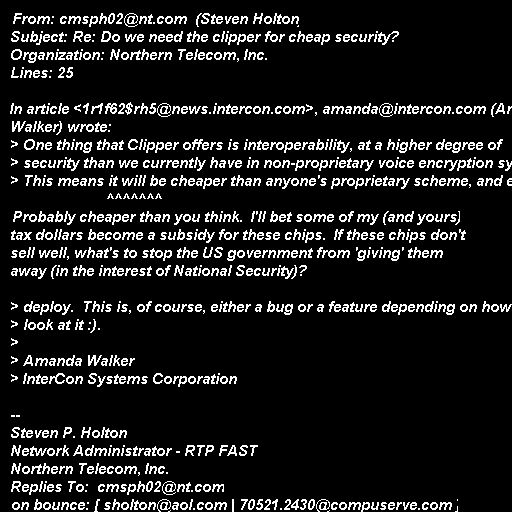 From: cmsph02@nt.com (Steven Holton)
Subject: Re: Do we need the clipper for cheap security?
Organization: Northern Telecom, Inc.
Lines: 25

In article <1r1f62$rh5@news.intercon.com>, amanda@intercon.com (
Walker) wrote:
> One thing that Clipper offers is interoperability, at a higher degree of
> security than we currently have in non-proprietary voice encryption
> This means it will be cheaper than anyone's proprietary scheme, and
^^^^^^^
Probably cheaper than you think. I'll bet some of my (and yours)
tax dollars become a subsidy for these chips. If these chips don't
sell well, what's to stop the US government from 'giving' them
away (in the interest of National Security)?

> deploy. This is, of course, either a bug or a feature depending on how
> look at it :).
>
> Amanda Walker
> InterCon Systems Corporation

--
Steven P. Holton
Network Administrator - RTP FAST
Northern Telecom, Inc.
Replies To: cmsph02@nt.com
on bounce: { sholton@aol.com | 70521.2430@compuserve.com }